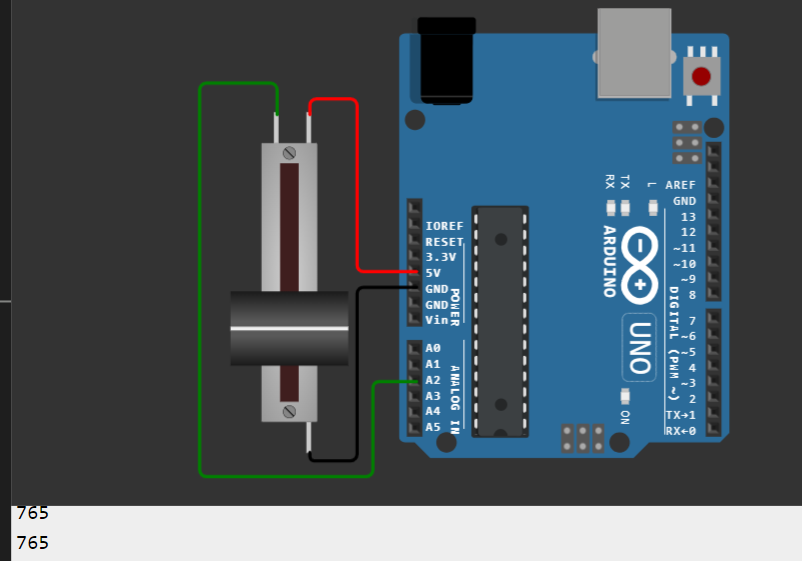 RX
TX
L
AREF
GND
13
12
~11
~10
~9
8
IOREF
RESET
3.3V
5V
GND
GND
Vin
POWER
ARDUINO
UNO
DIGITAL (PWM ~)
7
~6
~5
4
~3
2
TX→1
RX←0
A0
A1
A2
A3
A4
A5
ANALOG IN
ON
765
765